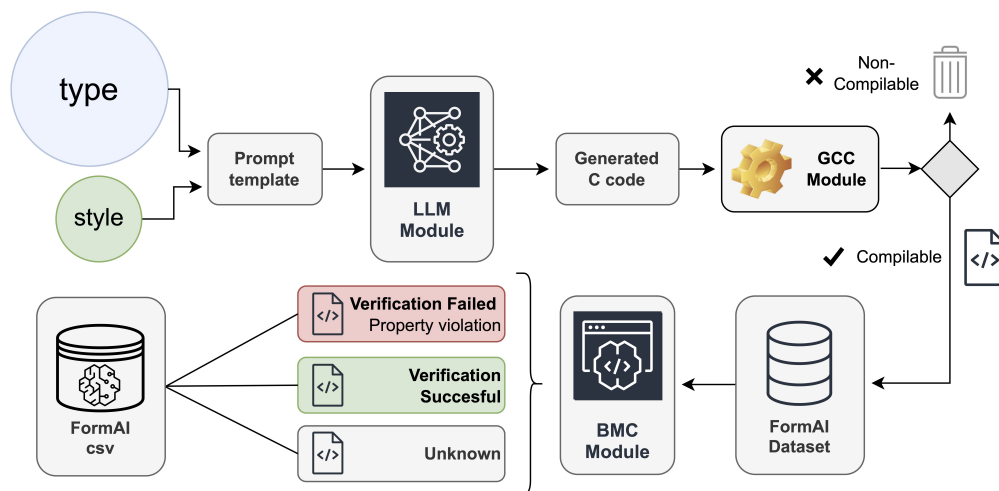 type
style
Prompt
template
LLM
Module
Generated
C code
GCC
Module
Non-
Compilable
Compilable
</>
FormAI
Dataset
BMC
Module
</>
</>
Verification Failed
Property violation
</>
Verification
Succesful
</>
Unknown
FormAI
csv